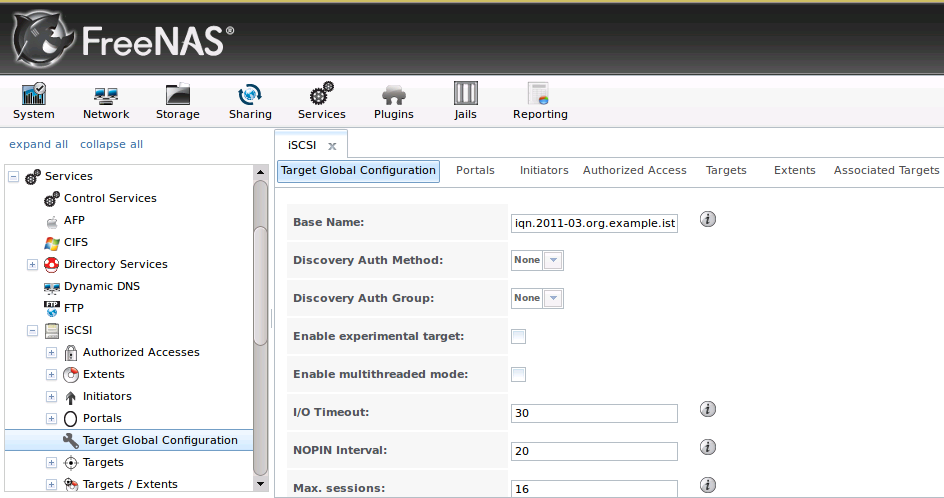 FreeNAS®
System Network Storage Sharing Services Plugins Jails Reporting
expand all collapse all
iSCSI x
Target Global Configuration Portals Initiators Authorized Access Targets Extents Associated Targets
Services
Control Services
AFP
CIFS
Directory Services
Dynamic DNS
FTP
FTP
iSCSI
Authorized Accesses
Extents
Initiators
Portals
Target Global Configuration
Targets
Targets / Extents
Base Name: iqn.2011-03.org.example.ist
Discovery Auth Method: None
Discovery Auth Group: None
Enable experimental target:
Enable multithreaded mode:
I/O Timeout: 30
NOPIN Interval: 20
Max. sessions: 16